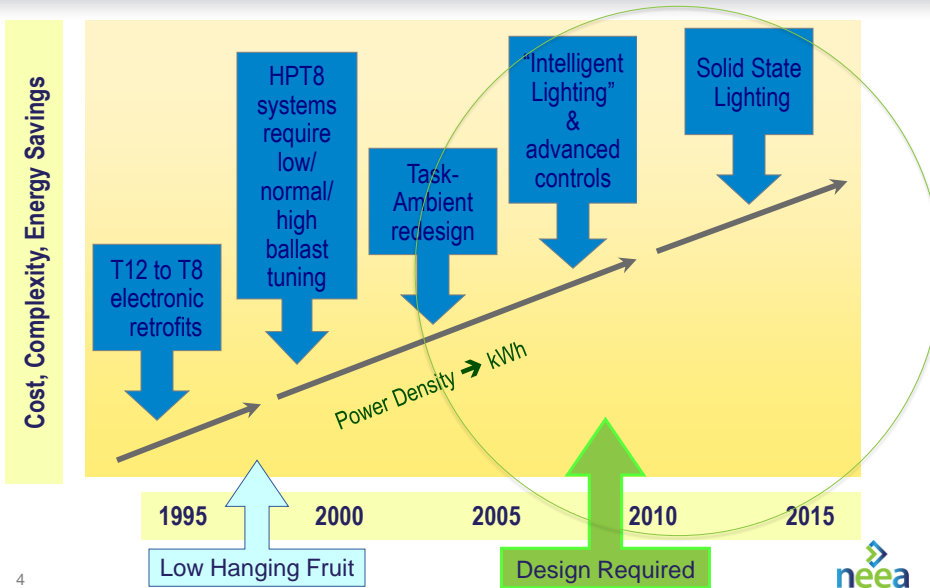 Cost, Complexity, Energy Savings
T12 to T8
electronic
retrofits
HPT8
systems
require
low/
normal/
high
ballast
tuning
Task-
Ambient
redesign
"Intelligent
Lighting"
&
advanced
controls
Solid State
Lighting
Power Density ➔ kWh
1995 2000 2005 2010 2015
Low Hanging Fruit
Design Required
4
neea